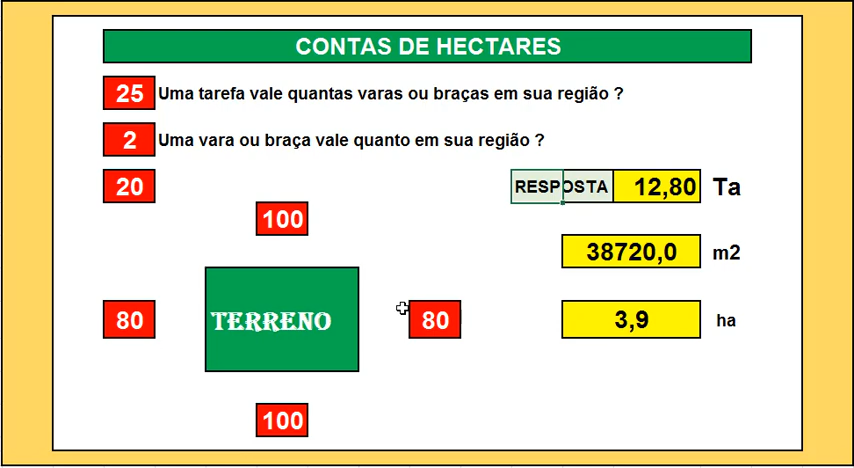 CONTAS DE HECTARES
25 Uma tarefa vale quantas varas ou braças em sua região ?
2 Uma vara ou braça vale quanto em sua região ?
20 RESPOSTA 12,80 Ta
100
38720,0 m2
80 TERRENO 80 3,9 ha
100